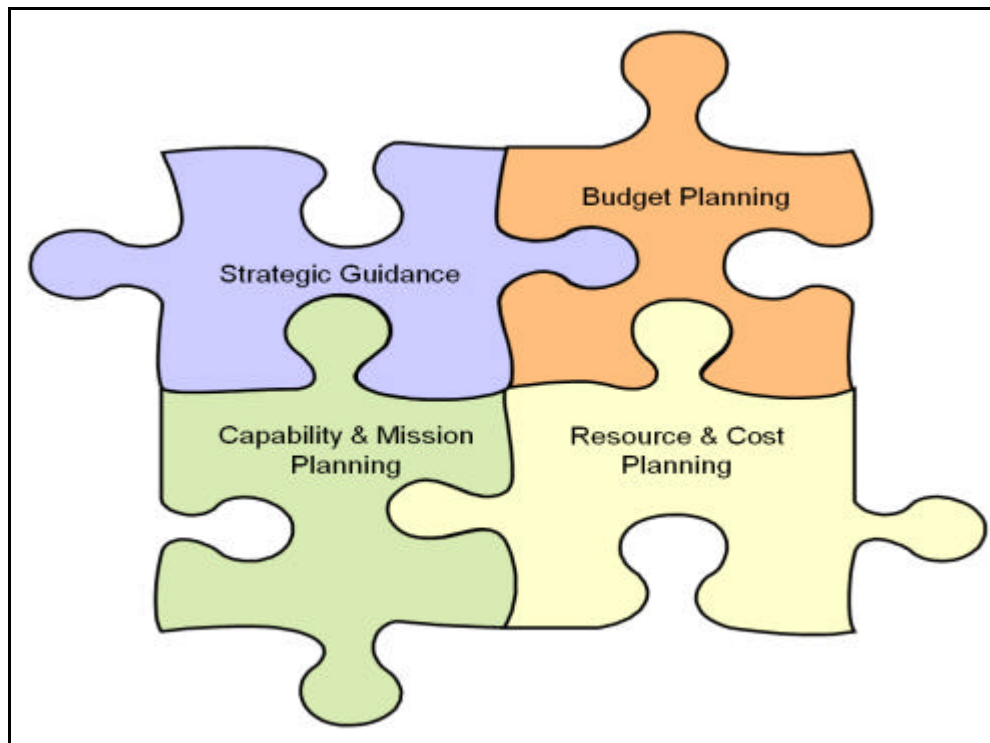 Budget Planning
Strategic Guidance
Capability & Mission
Planning
Resource & Cost
Planning